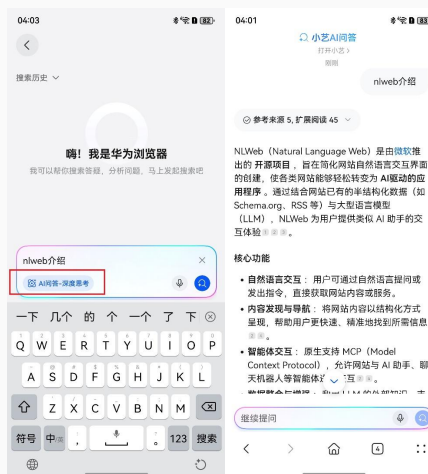 04:03
82
搜索历史
嗨！我是华为浏览器
我可以帮你搜索答疑，分析问题，马上发起搜索吧
nlweb介绍
AI问答-深度思考
一下 几个 的 个 一个 了 下
Q W E R T Y U I O P
A S D F G H J K L
Z X C V B N M
符号 中/英 ， 。 123 搜索
04:01
83
小艺AI问答
打开小艺
刚刚
nlweb介绍
参考来源 5, 扩展阅读 45
NLWeb（Natural Language Web）是由微软推
出的 开源项目 ，旨在简化网站自然语言交互界面
的创建，使各类网站能够轻松转变为 AI驱动的应
用程序 。通过结合网站已有的半结构化数据（如
Schema.org、RSS 等）与大型语言模型
（LLM），NLWeb 为用户提供类似 AI 助手的交
互体验 。
核心功能
• 自然语言交互 ：用户可通过自然语言提问或
发出指令，直接获取网站内容或服务。
• 内容发现与导航 ：将网站内容以结构化方式
呈现，帮助用户更快速、精准地找到所需信息
。
• 智能体交互 ：原生支持 MCP（Model
Context Protocol），允许网站与 AI 助手、聊
天机器人等智能体 互 。
继续提问
4